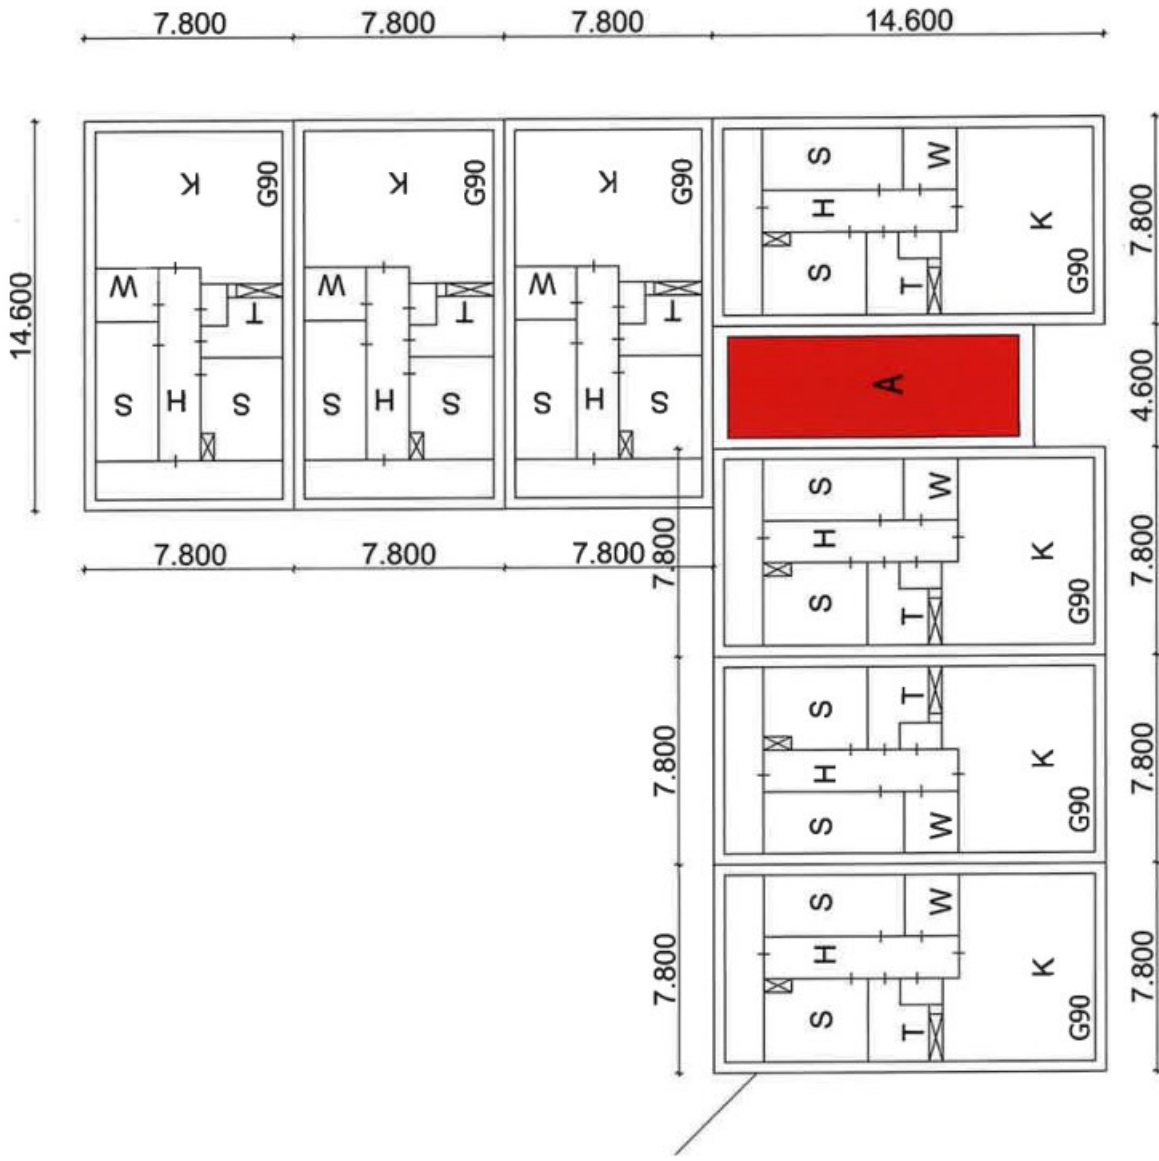 7.800 7.800 7.800 14.600
14.600
K G90 K G90 K G90
W T W T W T
S H S S H S S H S
S W
H K
S T G90
7.800
A
4.600
7.800 7.800 7.800
S W
H K
S T G90
7.800 7.800
S T
H K
S W G90
7.800 7.800
S W
H K
S T G90
7.800 7.800